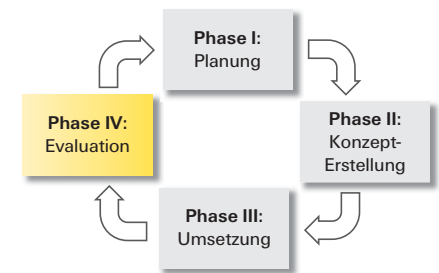 Phase I:
Planung
Phase II:
Konzept-
Erstellung
Phase III:
Umsetzung
Phase IV:
Evaluation